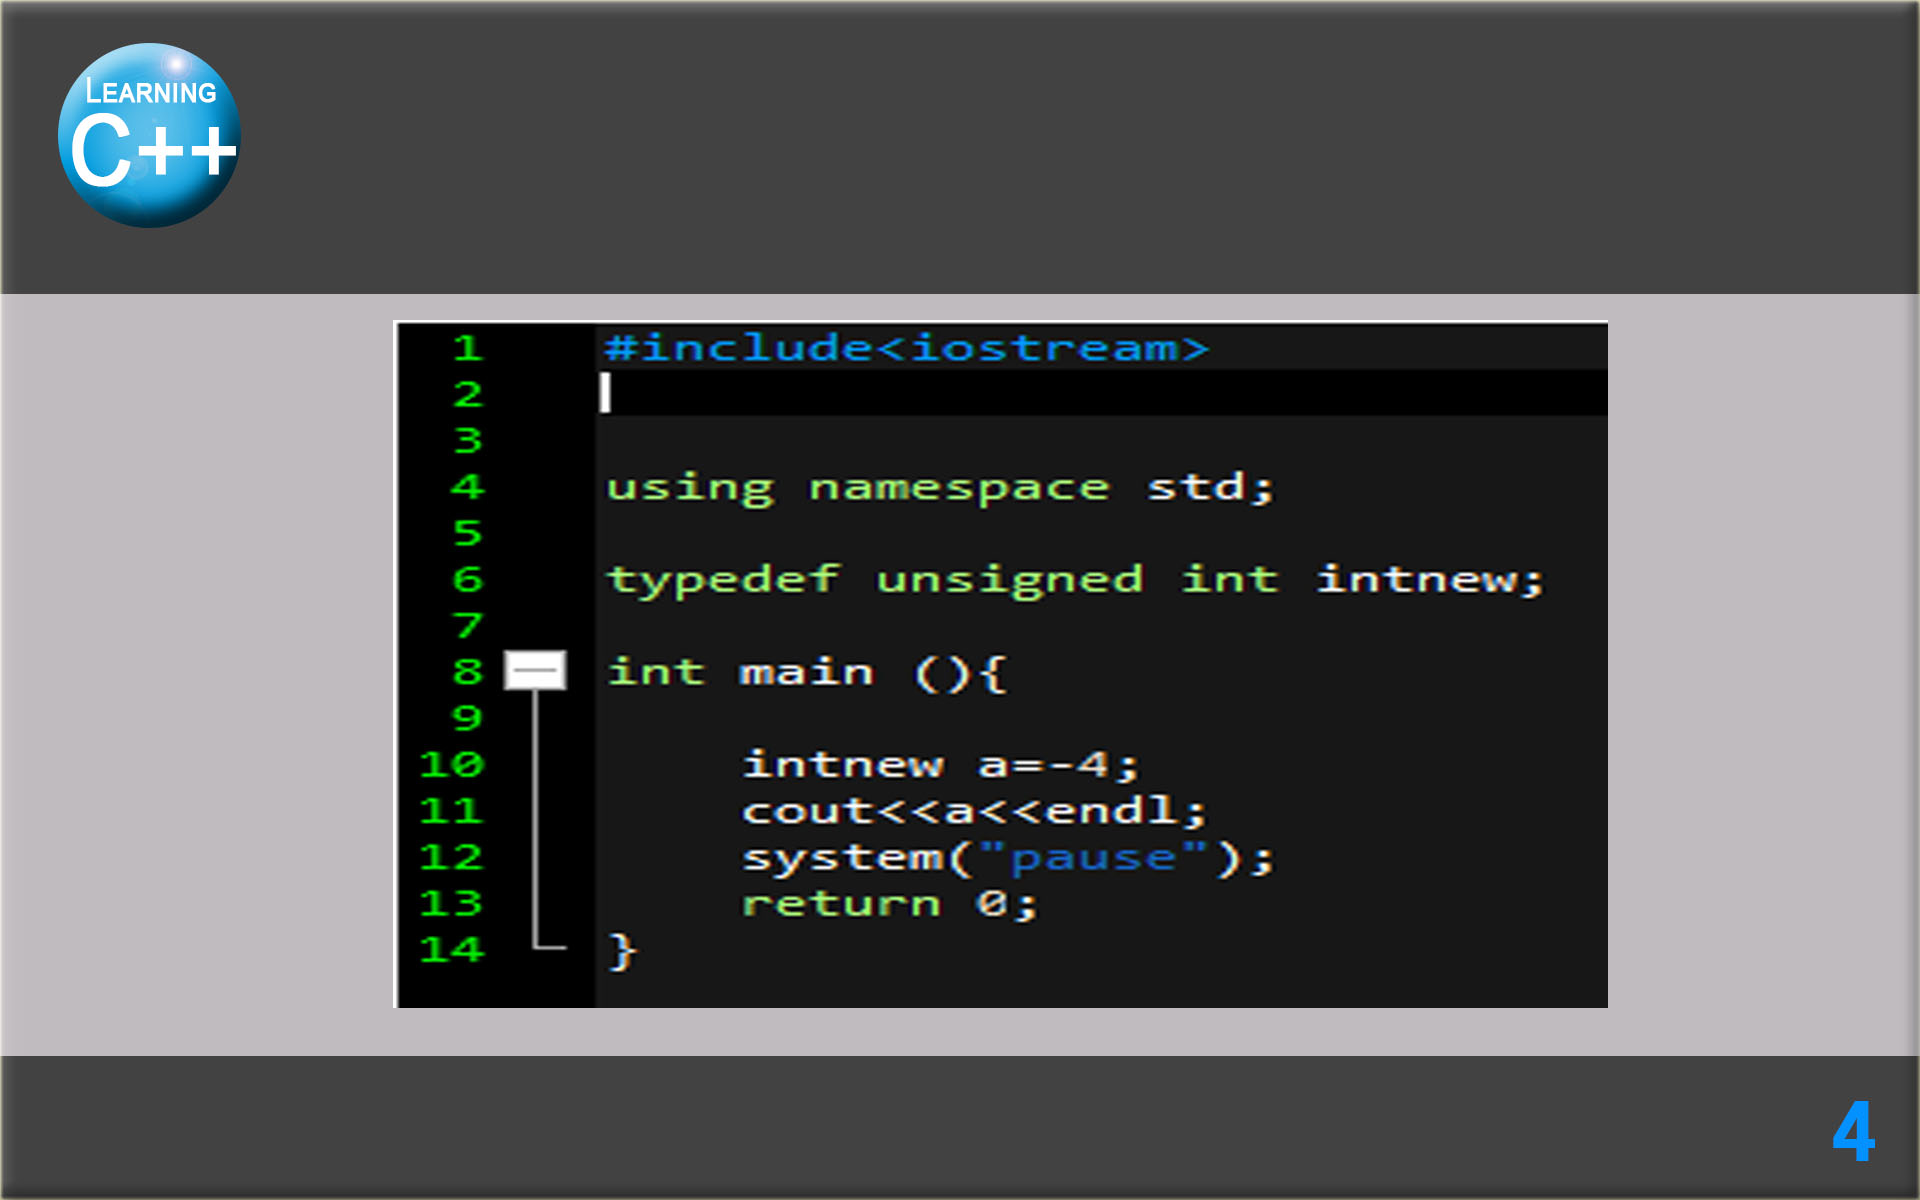 LEARNING
C++
1 #include<iostream>
2
3
4 using namespace std;
5
6 typedef unsigned int intnew;
7
8 int main (){
9
10 intnew a=-4;
11 cout<<a<<endl;
12 system("pause");
13 return 0;
14 }
4